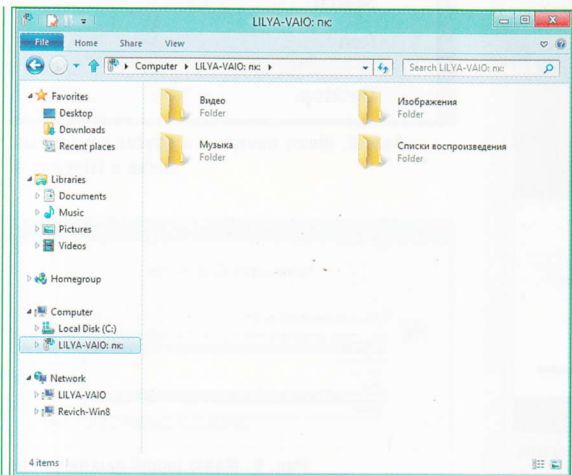 LILYA-VAIO: пк:
File Home Share View
Computer LILYA-VAIO: пк: Search LILYA-VAIO: пк:
Favorites
Desktop
Downloads
Recent places
Libraries
Documents
Music
Pictures
Videos
Homegroup
Computer
Local Disk (C:)
LILYA-VAIO: пк:
Network
LILYA-VAIO
Revich-Win8
Видео
Folder
Изображения
Folder
Музыка
Folder
Списки воспроизведения
Folder
4 items